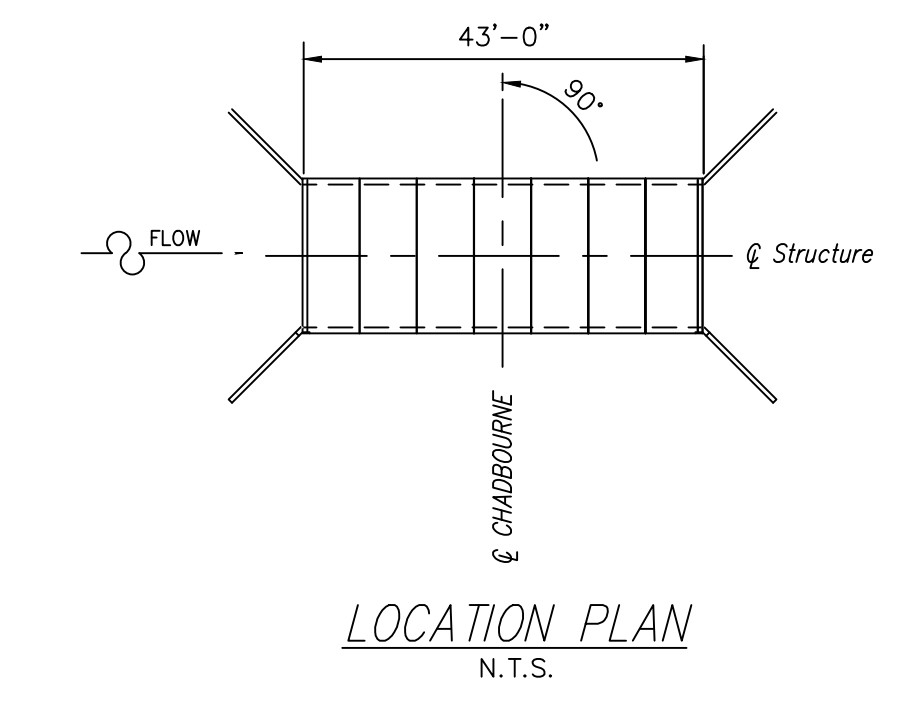 43'-0"
90°
FLOW
℄ Structure
℄ CHADBOURNE
LOCATION PLAN
N.T.S.